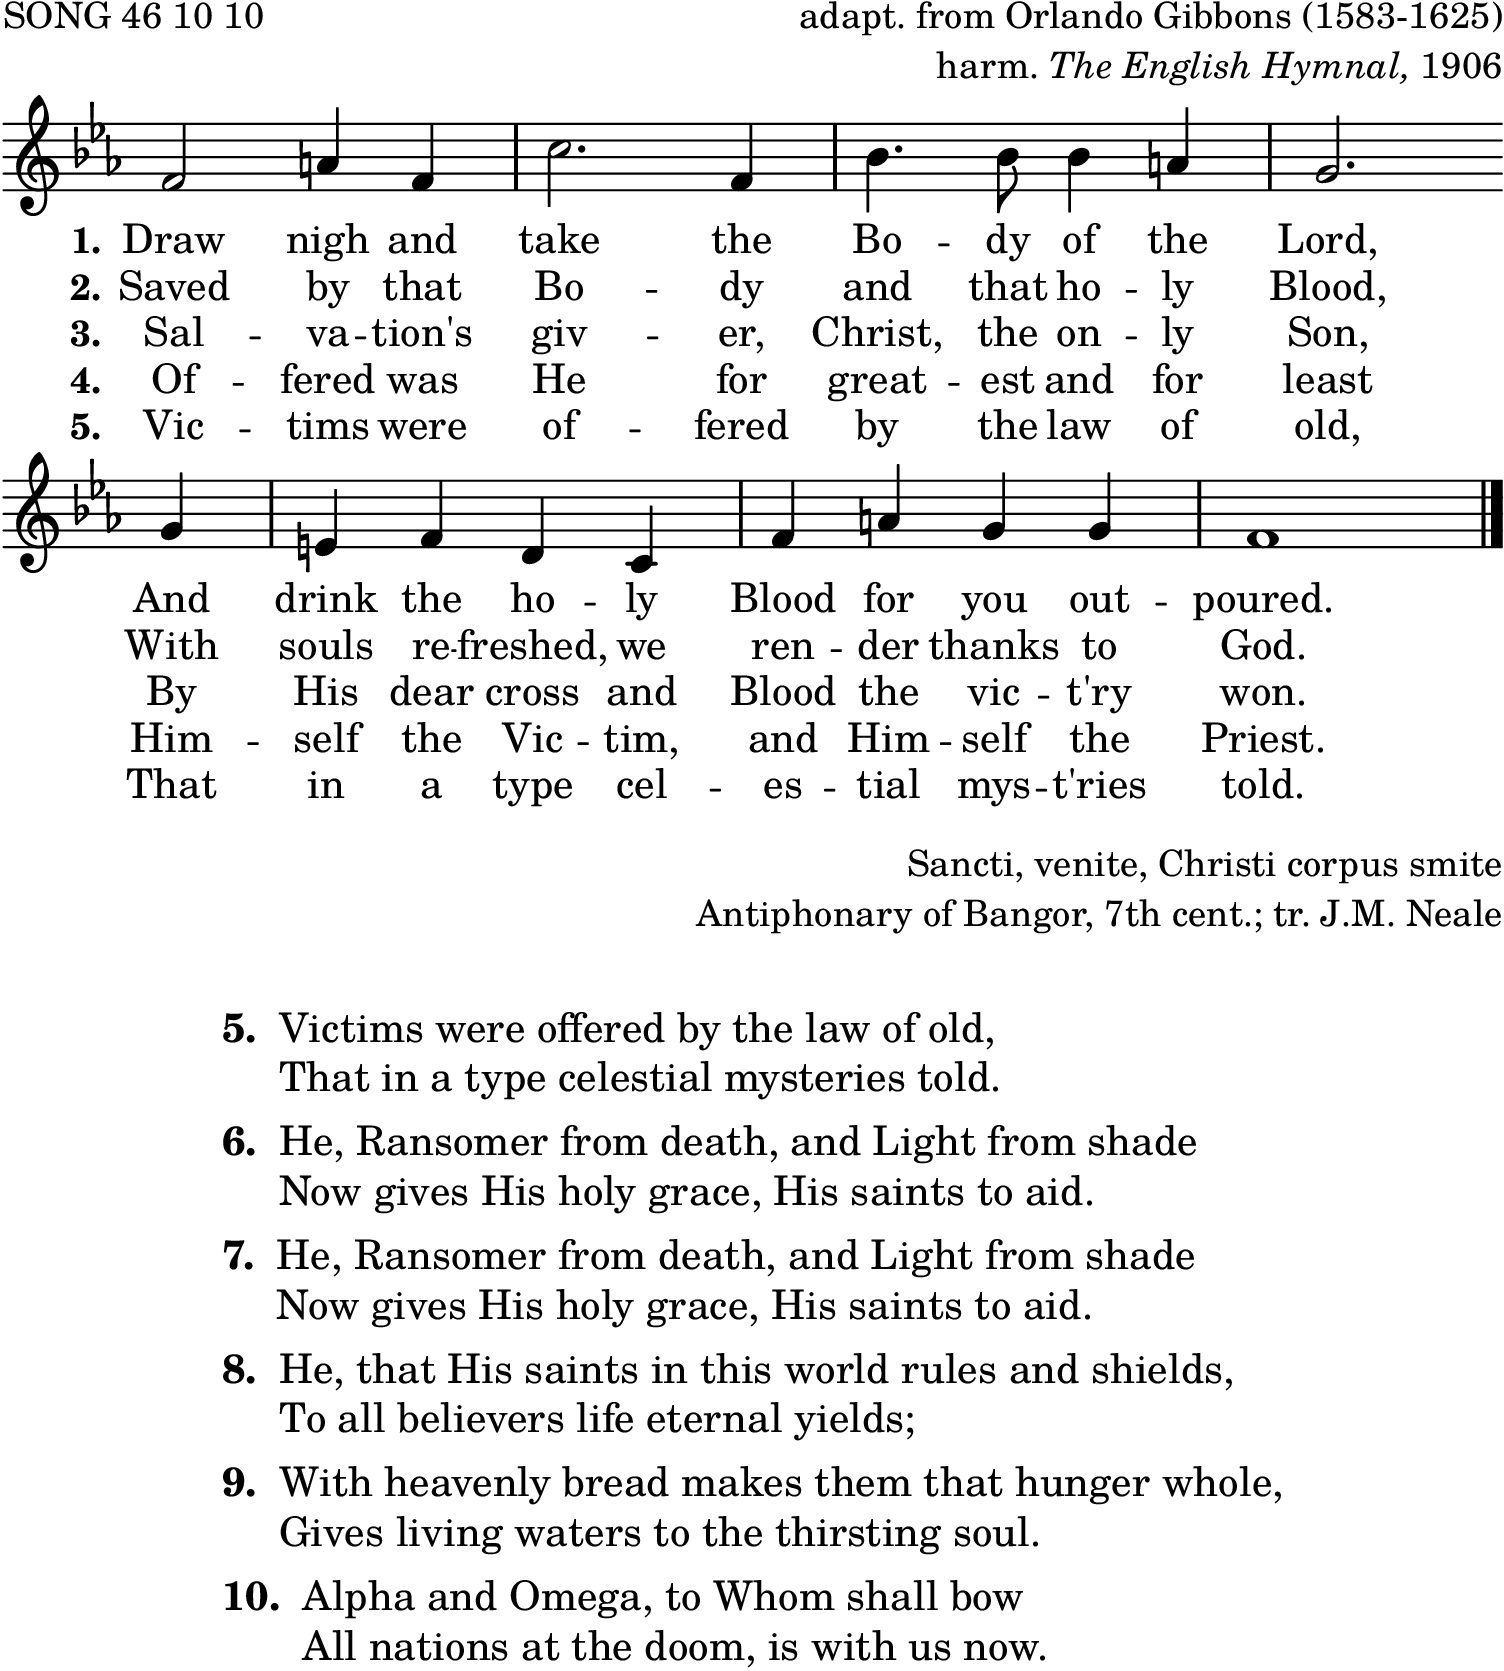 SONG 46 10 10
adapt. from Orlando Gibbons (1583-1625)
harm. The English Hymnal, 1906
1. Draw nigh and take the Bo -- dy of the Lord,
2. Saved by that Bo -- dy and that ho -- ly Blood,
3. Sal -- va -- tion's giv -- er, Christ, the on -- ly Son,
4. Of -- fered was He for great -- est and for least
5. Vic -- tims were of -- fered by the law of old,
And drink the ho -- ly Blood for you out -- poured.
With souls re -- freshed, we ren -- der thanks to God.
By His dear cross and Blood the vic -- t'ry won.
Him -- self the Vic -- tim, and Him -- self the Priest.
That in a type cel -- es -- tial mys -- t'ries told.
Sancti, venite, Christi corpus smite
Antiphonary of Bangor, 7th cent.; tr. J.M. Neale
5. Victims were offered by the law of old,
That in a type celestial mysteries told.
6. He, Ransomer from death, and Light from shade
Now gives His holy grace, His saints to aid.
7. He, Ransomer from death, and Light from shade
Now gives His holy grace, His saints to aid.
8. He, that His saints in this world rules and shields,
To all believers life eternal yields;
9. With heavenly bread makes them that hunger whole,
Gives living waters to the thirsting soul.
10. Alpha and Omega, to Whom shall bow
All nations at the doom, is with us now.